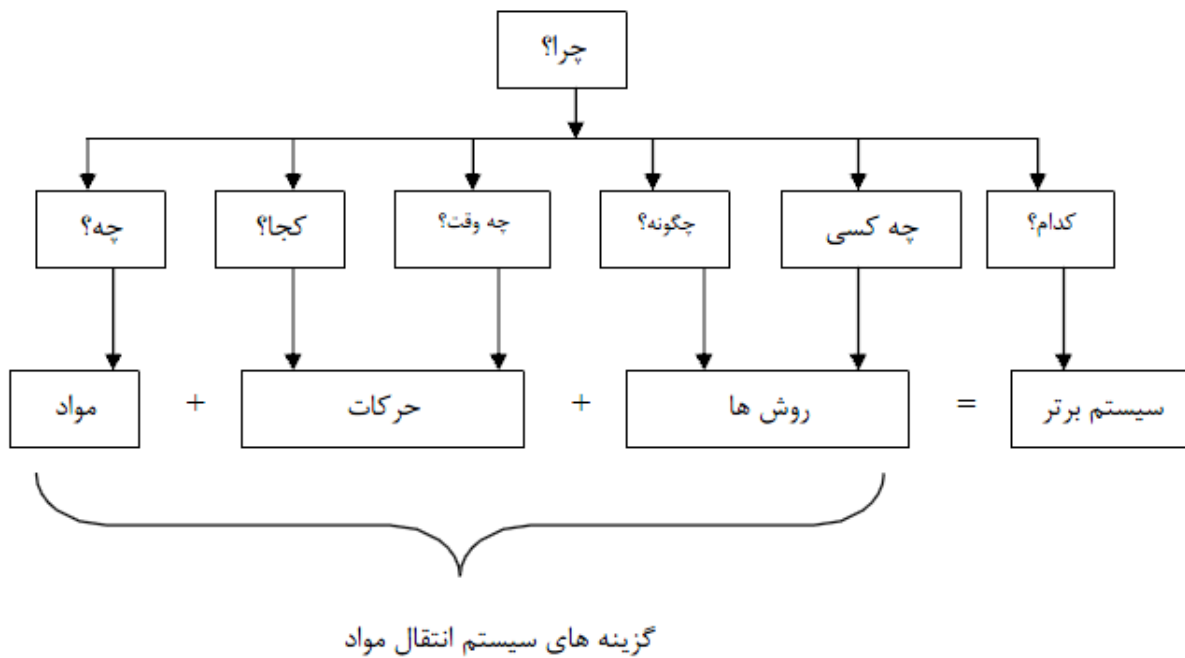 چرا؟
چه؟
کجا؟
چه وقت؟
چگونه؟
چه کسی
کدام؟
مواد
+
حرکات
+
روش ها
=
سیستم برتر
گزینه های سیستم انتقال مواد